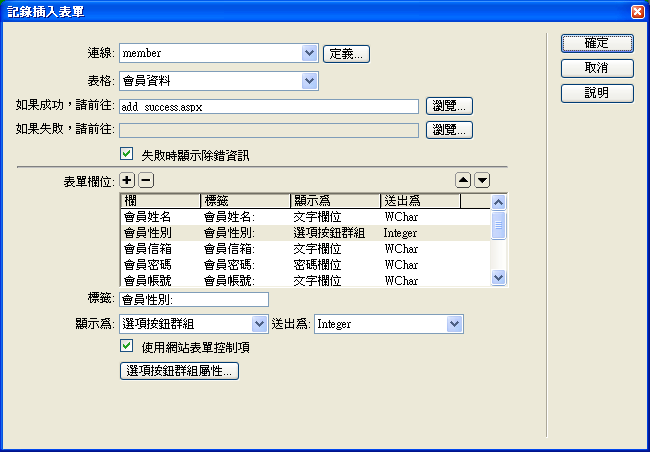 記錄插入表單
連線: member 定義...
確定
表格: 會員資料
取消
如果成功，請前往: add_success.aspx 瀏覽...
說明
如果失敗，請前往: 瀏覽...
失敗時顯示除錯資訊
表單欄位:
欄 標籤 顯示為 送出為
會員姓名 會員姓名: 文字欄位 WChar
會員性別 會員性別: 選項按鈕群組 Integer
會員信箱 會員信箱: 文字欄位 WChar
會員密碼 會員密碼: 密碼欄位 WChar
會員帳號 會員帳號: 文字欄位 WChar
標籤: 會員性別:
顯示為: 選項按鈕群組 送出為: Integer
使用網站表單控制項
選項按鈕群組屬性...